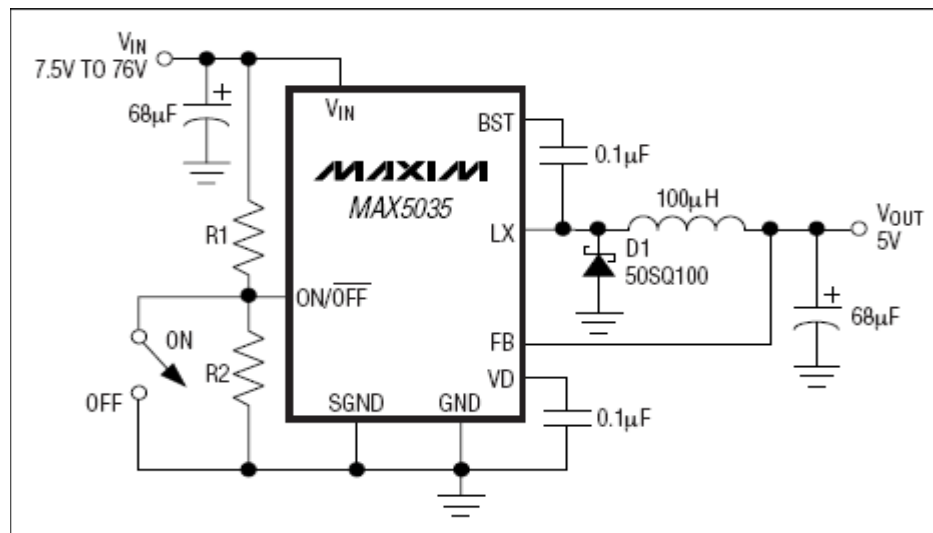 VIN
7.5V TO 76V
68µF
+
VIN
BST
0.1µF
MAXIM
MAX5035
100µH
R1
LX
D1
50SQ100
VOUT
5V
ON/OFF
+
68µF
ON
R2
FB
OFF
VD
SGND
GND
0.1µF